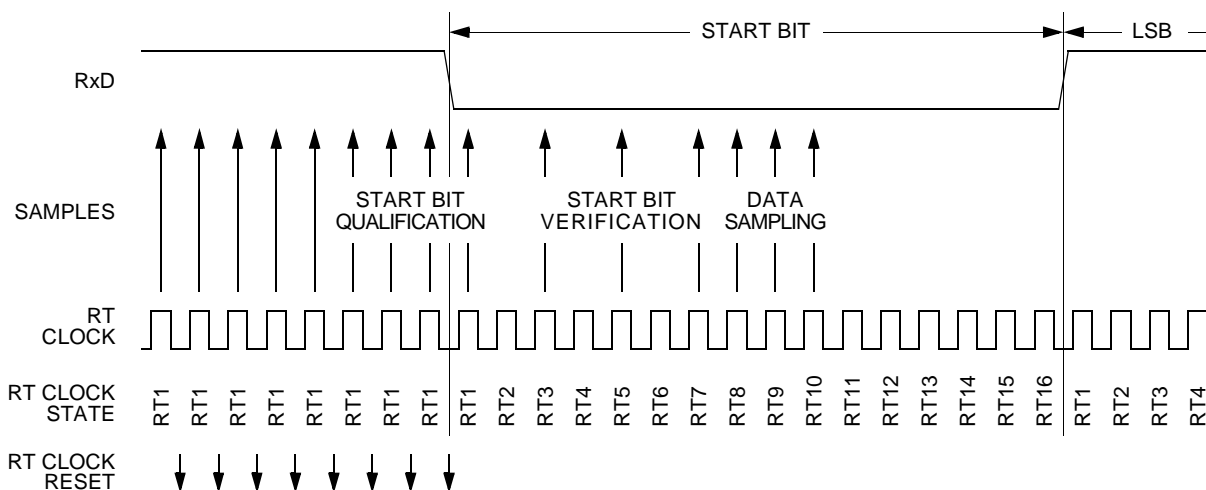 START BIT
LSB
RxD
SAMPLES
START BIT
QUALIFICATION
START BIT
VERIFICATION
DATA
SAMPLING
RT
CLOCK
RT CLOCK
STATE
RT1 RT1 RT1 RT1 RT1 RT1 RT1 RT1 RT1 RT2 RT3 RT4 RT5 RT6 RT7 RT8 RT9 RT10 RT11 RT12 RT13 RT14 RT15 RT16 RT1 RT2 RT3 RT4
RT CLOCK
RESET